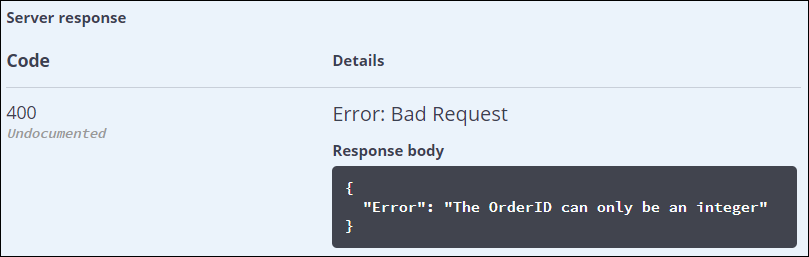 Server response
Code Details
400 Error: Bad Request
Undocumented
Response body
{
"Error": "The OrderID can only be an integer"
}